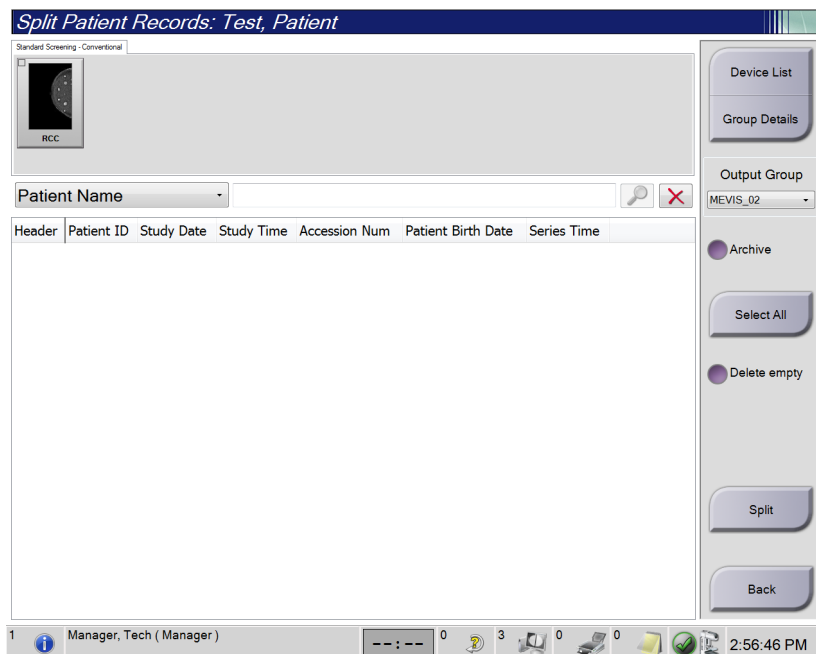 Split Patient Records: Test, Patient
Standard Screening - Conventional
RCC
Device List
Group Details
Output Group
MEVIS_02
Patient Name
Header Patient ID Study Date Study Time Accession Num Patient Birth Date Series Time
Archive
Select All
Delete empty
Split
Back
1 Manager, Tech ( Manager ) --:-- 0 3 0 0 2:56:46 PM